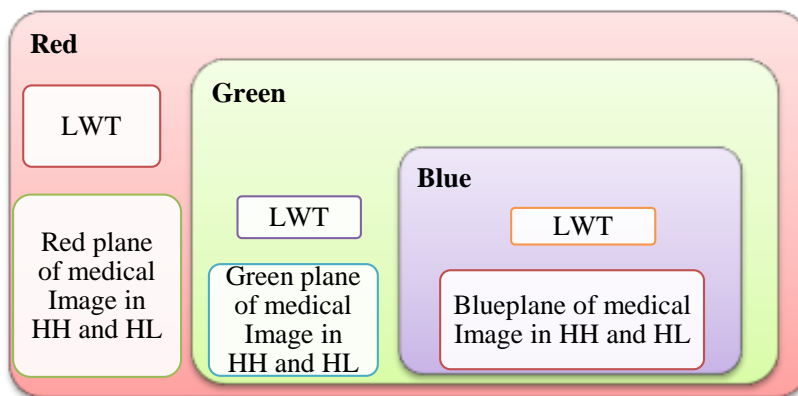 Red
LWT
Red plane
of medical
Image in
HH and HL
Green
LWT
Green plane
of medical
Image in
HH and HL
Blue
LWT
Blueplane of medical
Image in HH and HL